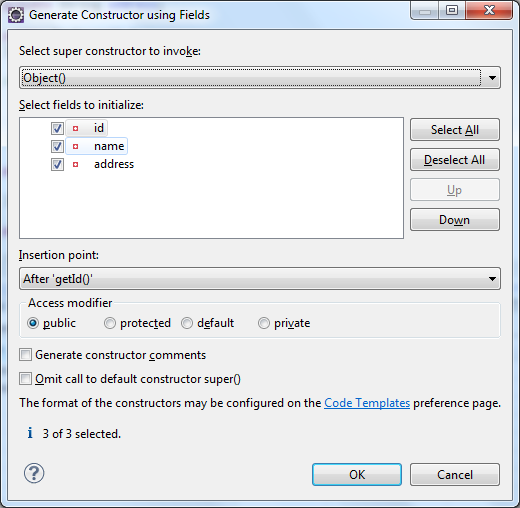 Generate Constructor using Fields
Select super constructor to invoke:
Object()
Select fields to initialize:
id
name
address
Select All
Deselect All
Up
Down
Insertion point:
After 'getId()'
Access modifier
public protected default private
Generate constructor comments
Omit call to default constructor super()
The format of the constructors may be configured on the Code Templates preference page.
i 3 of 3 selected.
?
OK Cancel